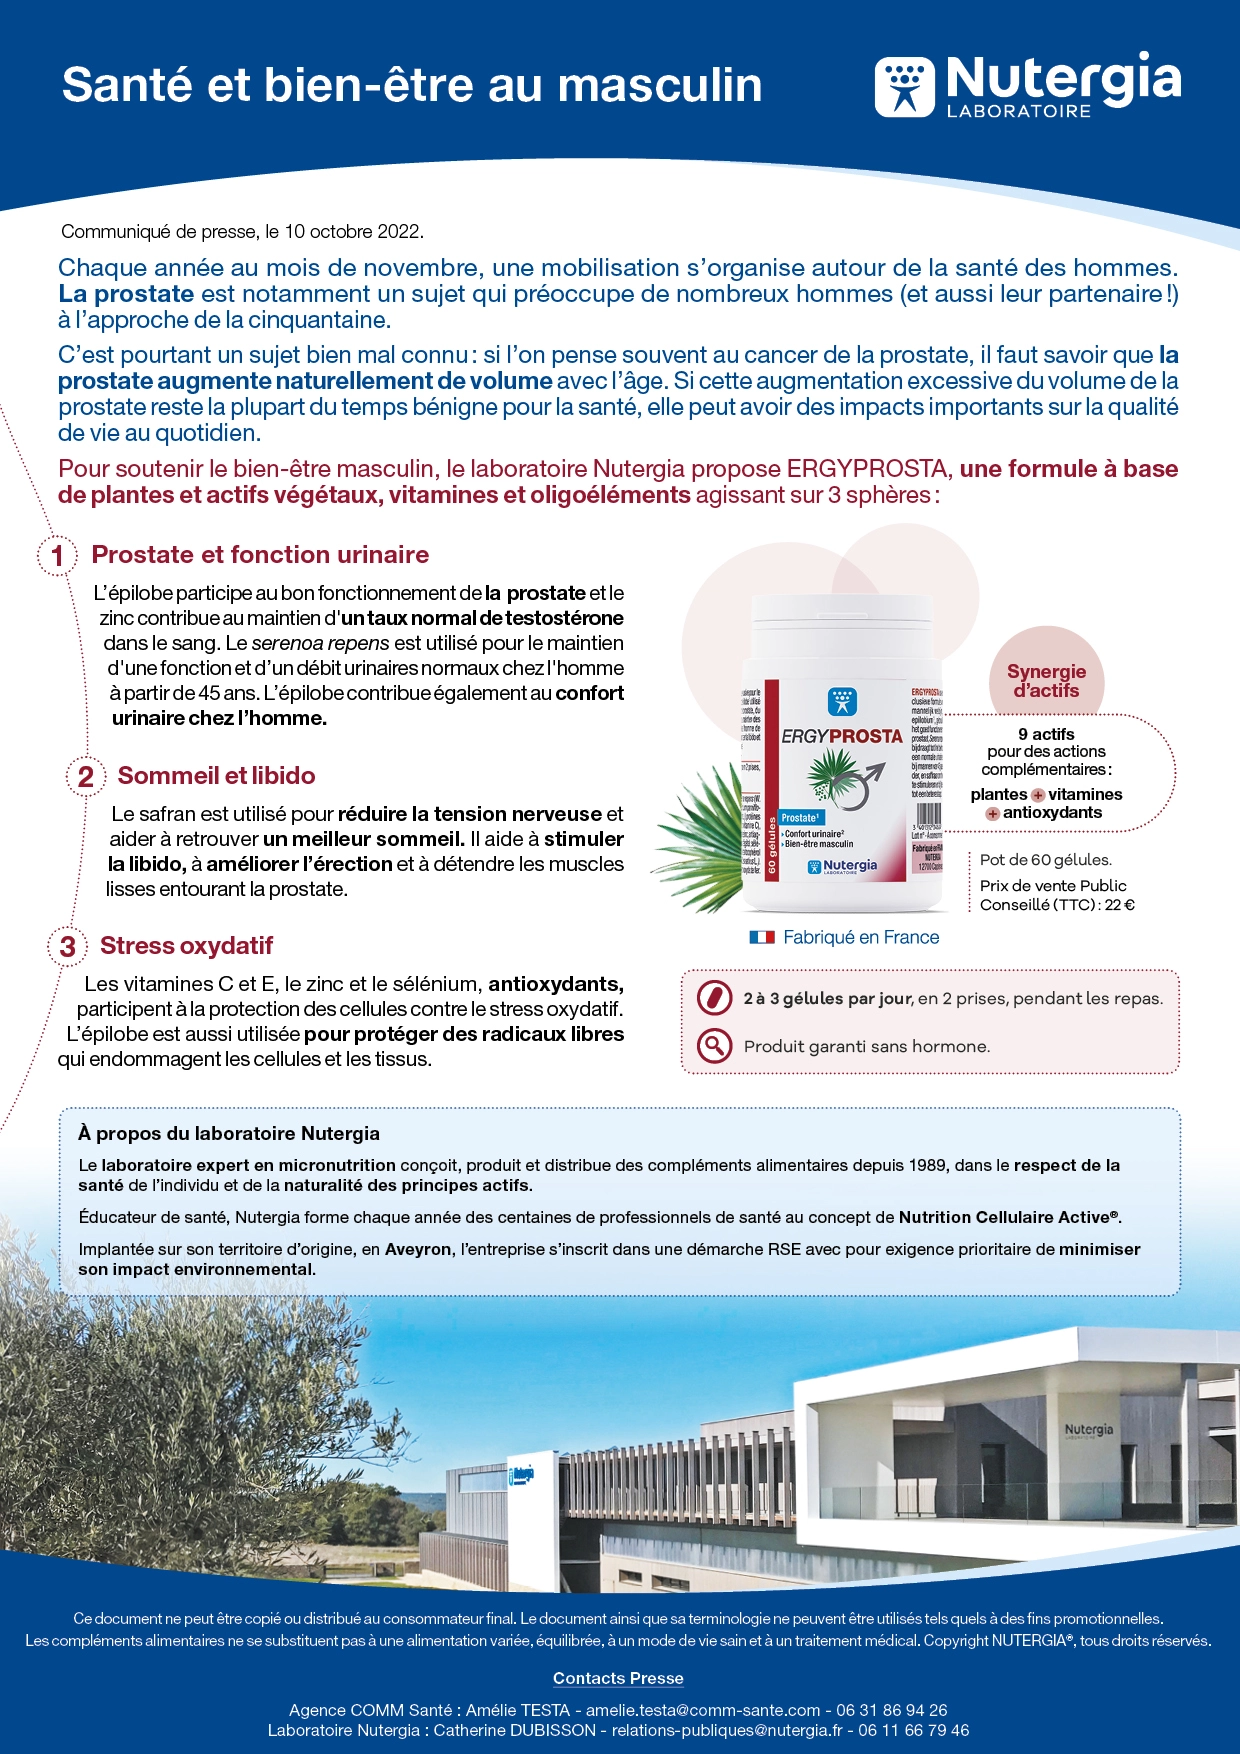 Santé et bien-être au masculin
Nutergia
LABORATOIRE
Communiqué de presse, le 10 octobre 2022.
Chaque année au mois de novembre, une mobilisation s’organise autour de la santé des hommes.
La prostate est notamment un sujet qui préoccupe de nombreux hommes (et aussi leur partenaire !)
à l’approche de la cinquantaine.
C’est pourtant un sujet bien mal connu : si l’on pense souvent au cancer de la prostate, il faut savoir que la
prostate augmente naturellement de volume avec l’âge. Si cette augmentation excessive du volume de la
prostate reste la plupart du temps bénigne pour la santé, elle peut avoir des impacts importants sur la qualité
de vie au quotidien.
Pour soutenir le bien-être masculin, le laboratoire Nutergia propose ERGYPROSTA, une formule à base
de plantes et actifs végétaux, vitamines et oligoéléments agissant sur 3 sphères :
1 Prostate et fonction urinaire
L’épilobe participe au bon fonctionnement de la prostate et le
zinc contribue au maintien d'un taux normal de testostérone
dans le sang. Le serenoa repens est utilisé pour le maintien
d'une fonction et d’un débit urinaires normaux chez l'homme
à partir de 45 ans. L’épilobe contribue également au confort
urinaire chez l’homme.
2 Sommeil et libido
Le safran est utilisé pour réduire la tension nerveuse et
aider à retrouver un meilleur sommeil. Il aide à stimuler
la libido, à améliorer l’érection et à détendre les muscles
lisses entourant la prostate.
3 Stress oxydatif
Les vitamines C et E, le zinc et le sélénium, antioxydants,
participent à la protection des cellules contre le stress oxydatif.
L’épilobe est aussi utilisée pour protéger des radicaux libres
qui endommagent les cellules et les tissus.
ERGYPROSTA
Prostate¹
Confort urinaire²
Bien-être masculin
60 gélules
Nutergia
LABORATOIRE
Synergie
d’actifs
9 actifs
pour des actions
complémentaires :
plantes + vitamines
+ antioxydants
Pot de 60 gélules.
Prix de vente Public
Conseillé (TTC) : 22 €
Fabriqué en France
2 à 3 gélules par jour, en 2 prises, pendant les repas.
Produit garanti sans hormone.
À propos du laboratoire Nutergia
Le laboratoire expert en micronutrition conçoit, produit et distribue des compléments alimentaires depuis 1989, dans le respect de la
santé de l’individu et de la naturalité des principes actifs.
Éducateur de santé, Nutergia forme chaque année des centaines de professionnels de santé au concept de Nutrition Cellulaire Active®.
Implantée sur son territoire d’origine, en Aveyron, l’entreprise s’inscrit dans une démarche RSE avec pour exigence prioritaire de minimiser
son impact environnemental.
Nutergia
LABORATOIRE
Nutergia
Ce document ne peut être copié ou distribué au consommateur final. Le document ainsi que sa terminologie ne peuvent être utilisés tels quels à des fins promotionnelles.
Les compléments alimentaires ne se substituent pas à une alimentation variée, équilibrée, à un mode de vie sain et à un traitement médical. Copyright NUTERGIA®, tous droits réservés.
Contacts Presse
Agence COMM Santé : Amélie TESTA - amelie.testa@comm-sante.com - 06 31 86 94 26
Laboratoire Nutergia : Catherine DUBISSON - relations-publiques@nutergia.fr - 06 11 66 79 46